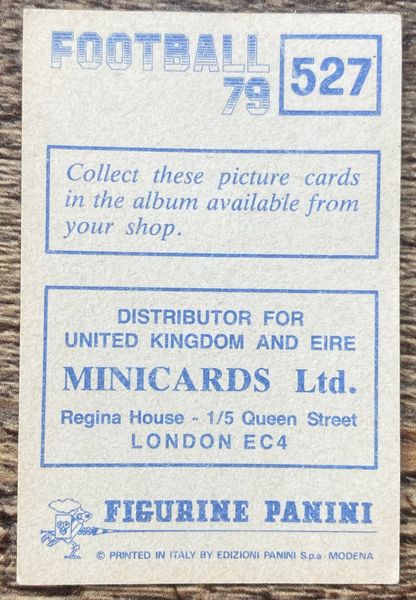 FOOTBALL
79
527
Collect these picture cards
in the album available from
your shop.
DISTRIBUTOR FOR
UNITED KINGDOM AND EIRE
MINICARDS Ltd.
Regina House - 1/5 Queen Street
LONDON EC4
FIGURINE PANINI
© PRINTED IN ITALY BY EDIZIONI PANINI S.p.a - MODENA